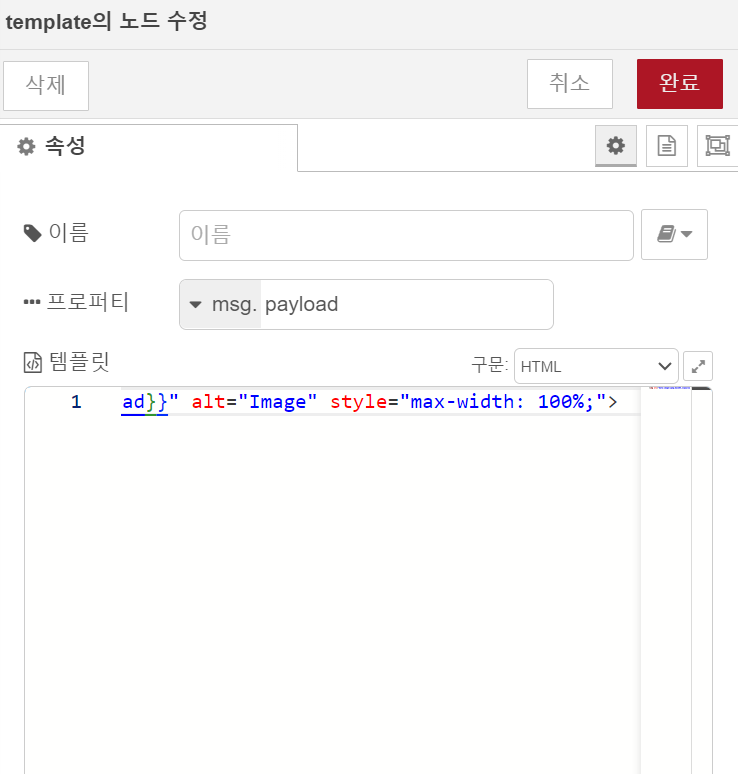 template의 노드 수정
삭제
취소
완료
속성
이름
이름
프로퍼티
msg. payload
템플릿
구문: HTML
1 ad}}" alt="Image" style="max-width: 100%;">